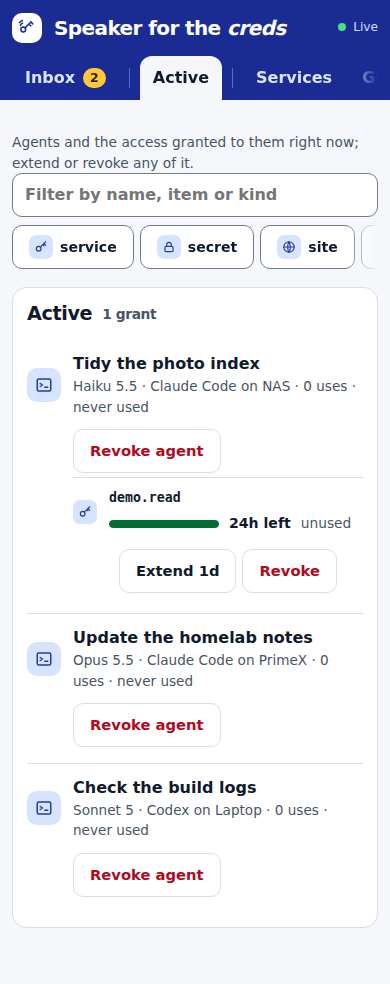 Speaker for the creds
Live
Inbox 2
Active
Services
G
Agents and the access granted to them right now;
extend or revoke any of it.
Filter by name, item or kind
service
secret
site
Active 1 grant
Tidy the photo index
Haiku 5.5 · Claude Code on NAS · 0 uses ·
never used
Revoke agent
demo.read
24h left unused
Extend 1d
Revoke
Update the homelab notes
Opus 5.5 · Claude Code on PrimeX · 0
uses · never used
Revoke agent
Check the build logs
Sonnet 5 · Codex on Laptop · 0 uses ·
never used
Revoke agent